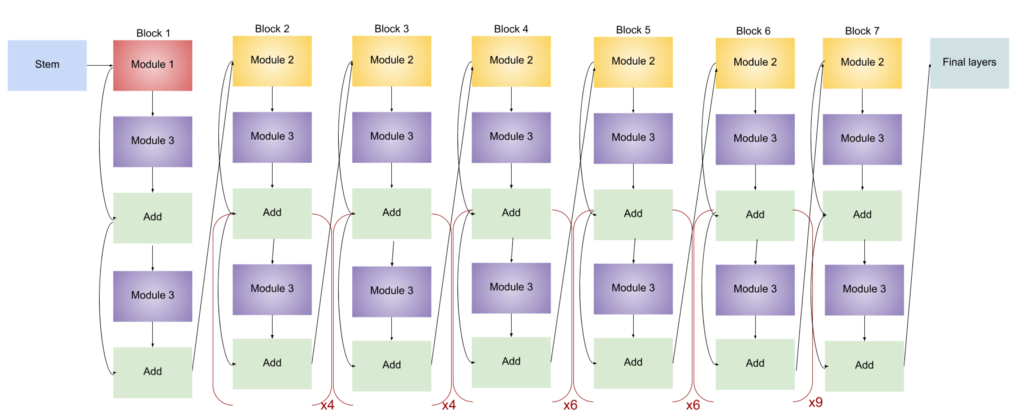 Stem
Block 1
Module 1
Module 3
Add
Module 3
Add
Block 2
Module 2
Module 3
Add
Module 3
Add
x4
Block 3
Module 2
Module 3
Add
Module 3
Add
x4
Block 4
Module 2
Module 3
Add
Module 3
Add
x6
Block 5
Module 2
Module 3
Add
Module 3
Add
x6
Block 6
Module 2
Module 3
Add
Module 3
Add
x9
Block 7
Module 2
Module 3
Add
Module 3
Add
Final layers